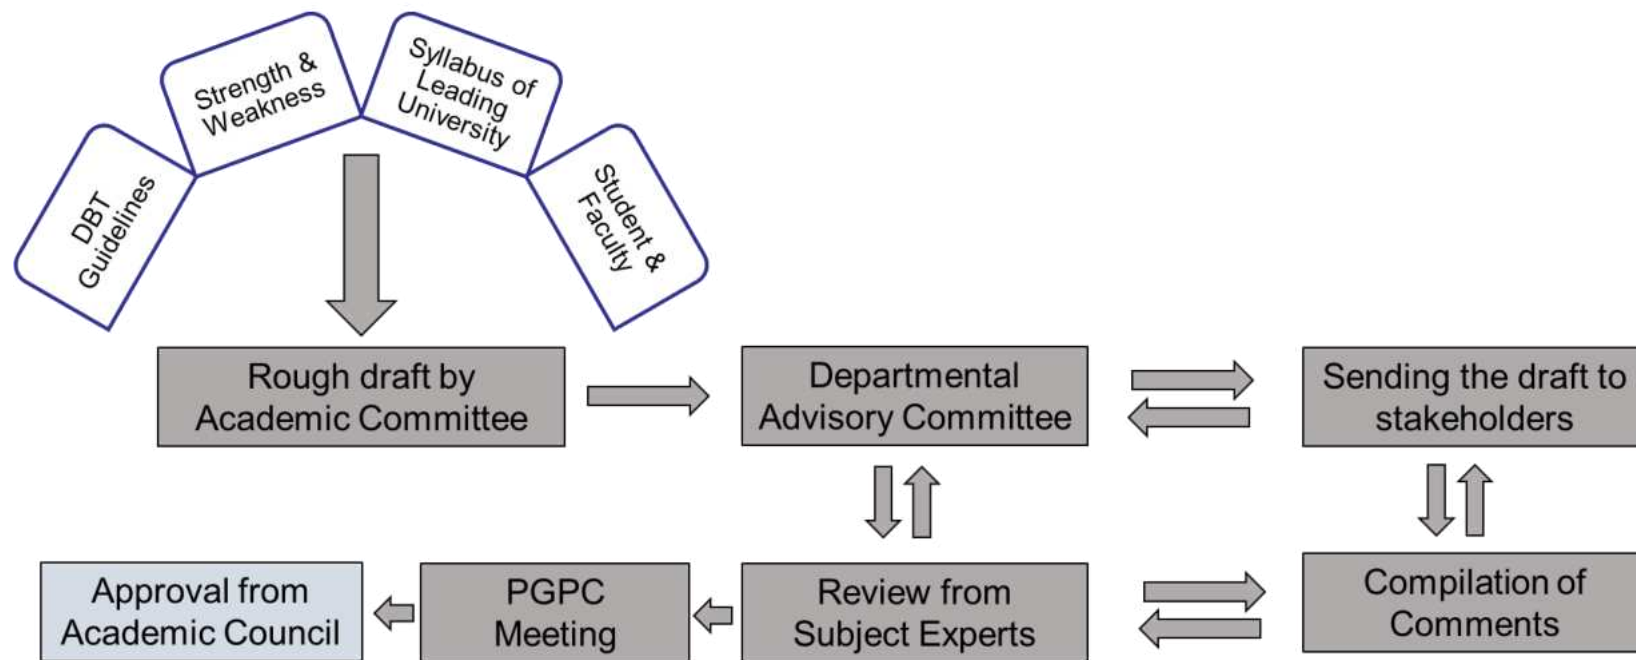 DBT
Guidelines
Strength &
Weakness
Syllabus of
Leading
University
Student &
Faculty
Rough draft by
Academic Committee
Departmental
Advisory Committee
Sending the draft to
stakeholders
Approval from
Academic Council
PGPC
Meeting
Review from
Subject Experts
Compilation of
Comments